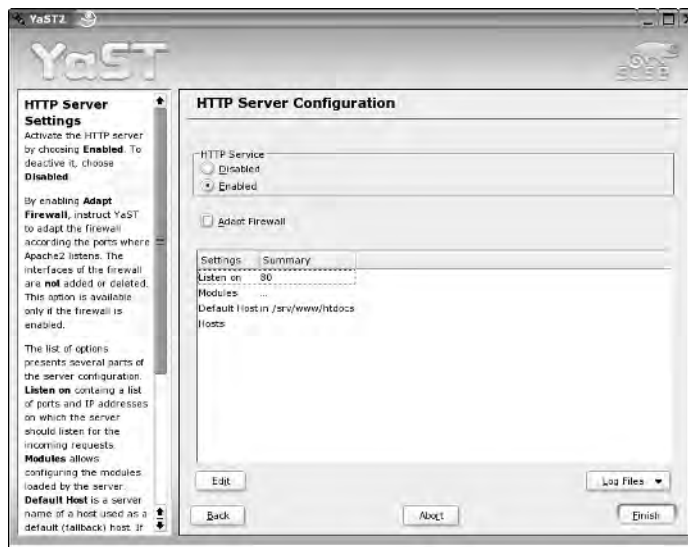 YaST2
YaST
SUSE
HTTP Server
Settings
Activate the HTTP server
by choosing Enabled. To
deactive it, choose
Disabled.
By enabling Adapt
Firewall, instruct YaST
to adapt the firewall
according the ports where
Apache2 listens. The
interfaces of the firewall
are not added or deleted.
This option is available
only if the firewall is
enabled.
The list of options
presents several parts of
the server configuration.
Listen on containg a list
of ports and IP addresses
on which the server
should listen for the
incoming requests.
Modules allows
configuring the modules
loaded by the server.
Default Host is a server
name of a host used as a
default (fallback) host. If
HTTP Server Configuration
HTTP Service
Disabled
Enabled
Adapt Firewall
Settings Summary
Listen on 80
Modules ...
Default Host in /srv/www/htdocs
Hosts
Edit
Log Files
Back
Abort
Finish